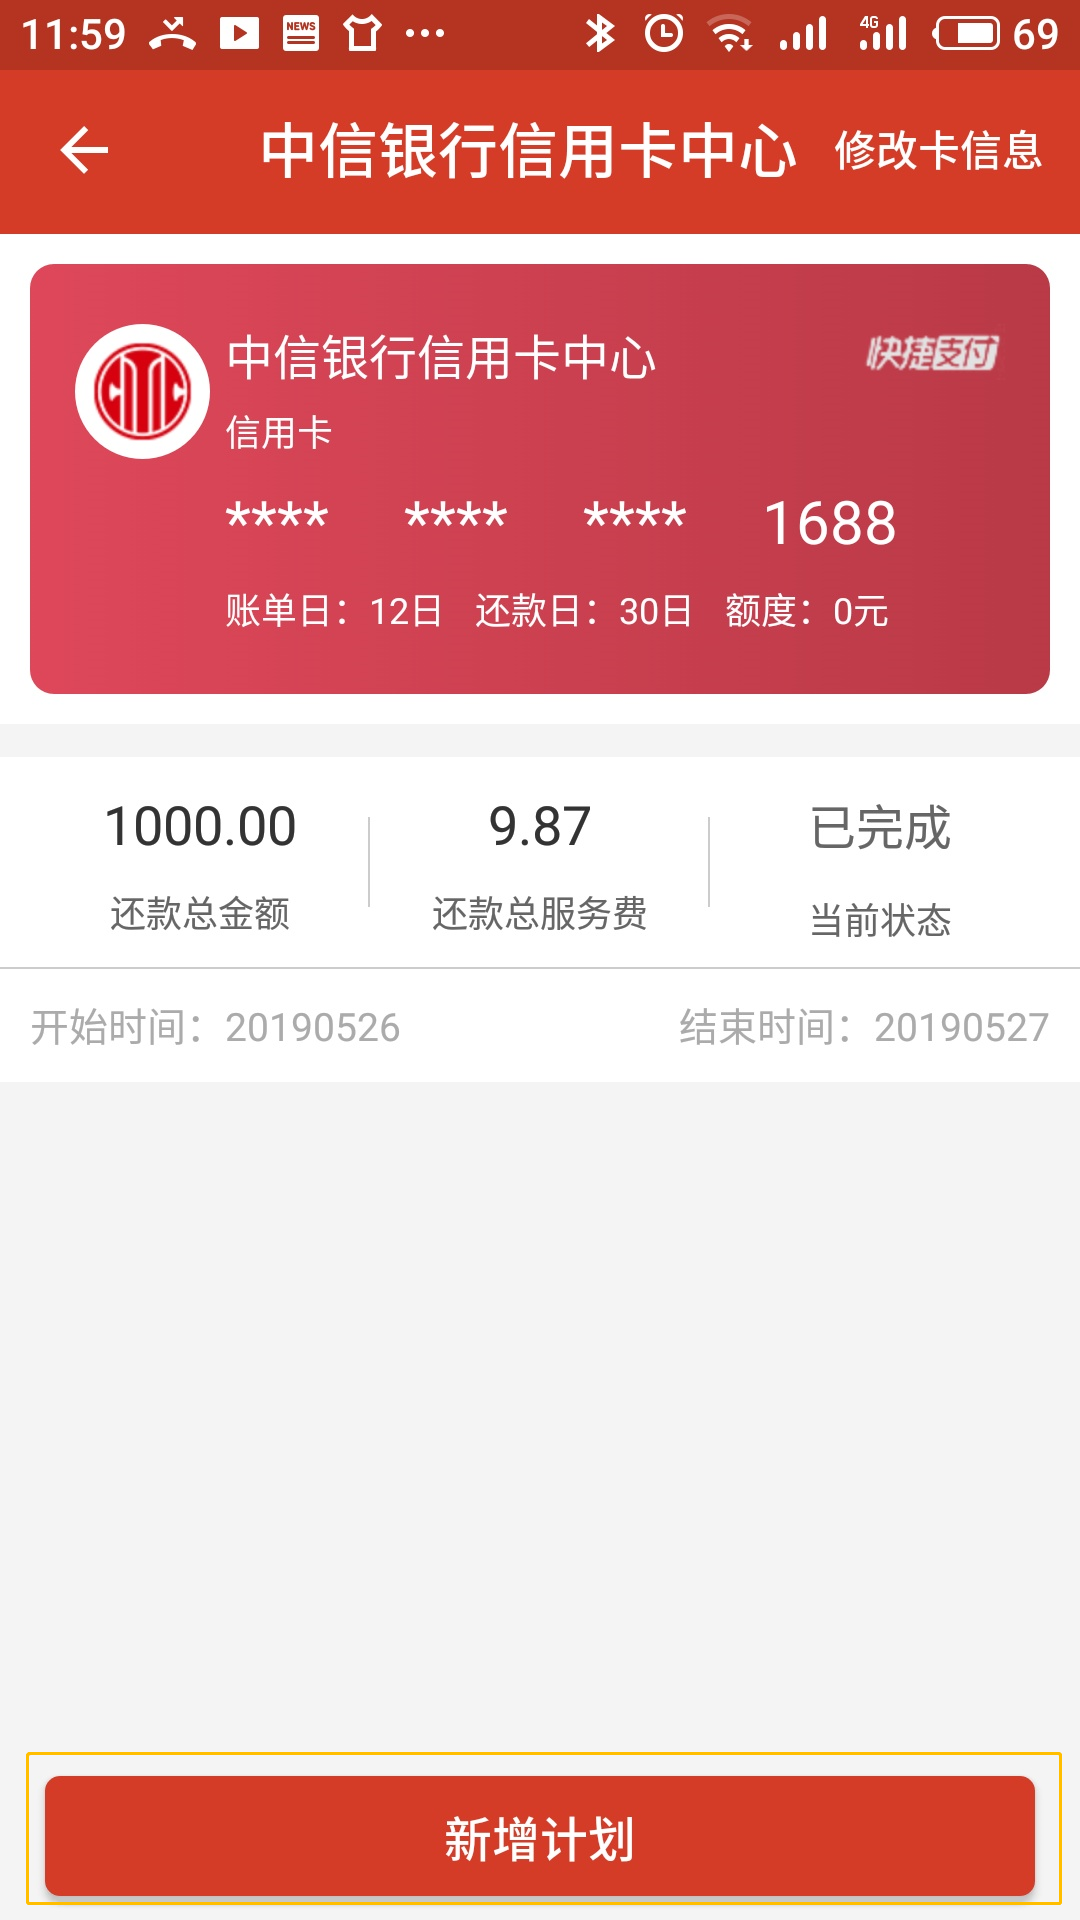 11:59 NEWS 4G 69
中信银行信用卡中心 修改卡信息
中信银行信用卡中心 快捷支付
信用卡
**** **** **** 1688
账单日：12日 还款日：30日 额度：0元
1000.00 9.87 已完成
还款总金额 还款总服务费 当前状态
开始时间：20190526 结束时间：20190527
新增计划